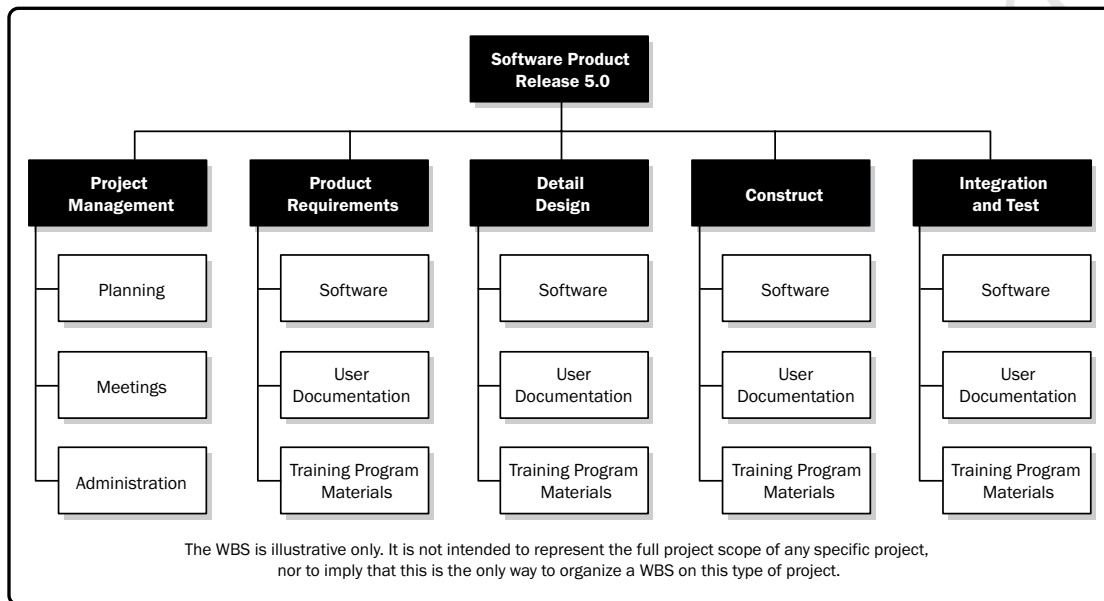 Software Product
Release 5.0
Project
Management
Product
Requirements
Detail
Design
Construct
Integration
and Test
Planning
Software
Software
Software
Software
Meetings
User
Documentation
User
Documentation
User
Documentation
User
Documentation
Administration
Training Program
Materials
Training Program
Materials
Training Program
Materials
Training Program
Materials
The WBS is illustrative only. It is not intended to represent the full project scope of any specific project,
nor to imply that this is the only way to organize a WBS on this type of project.